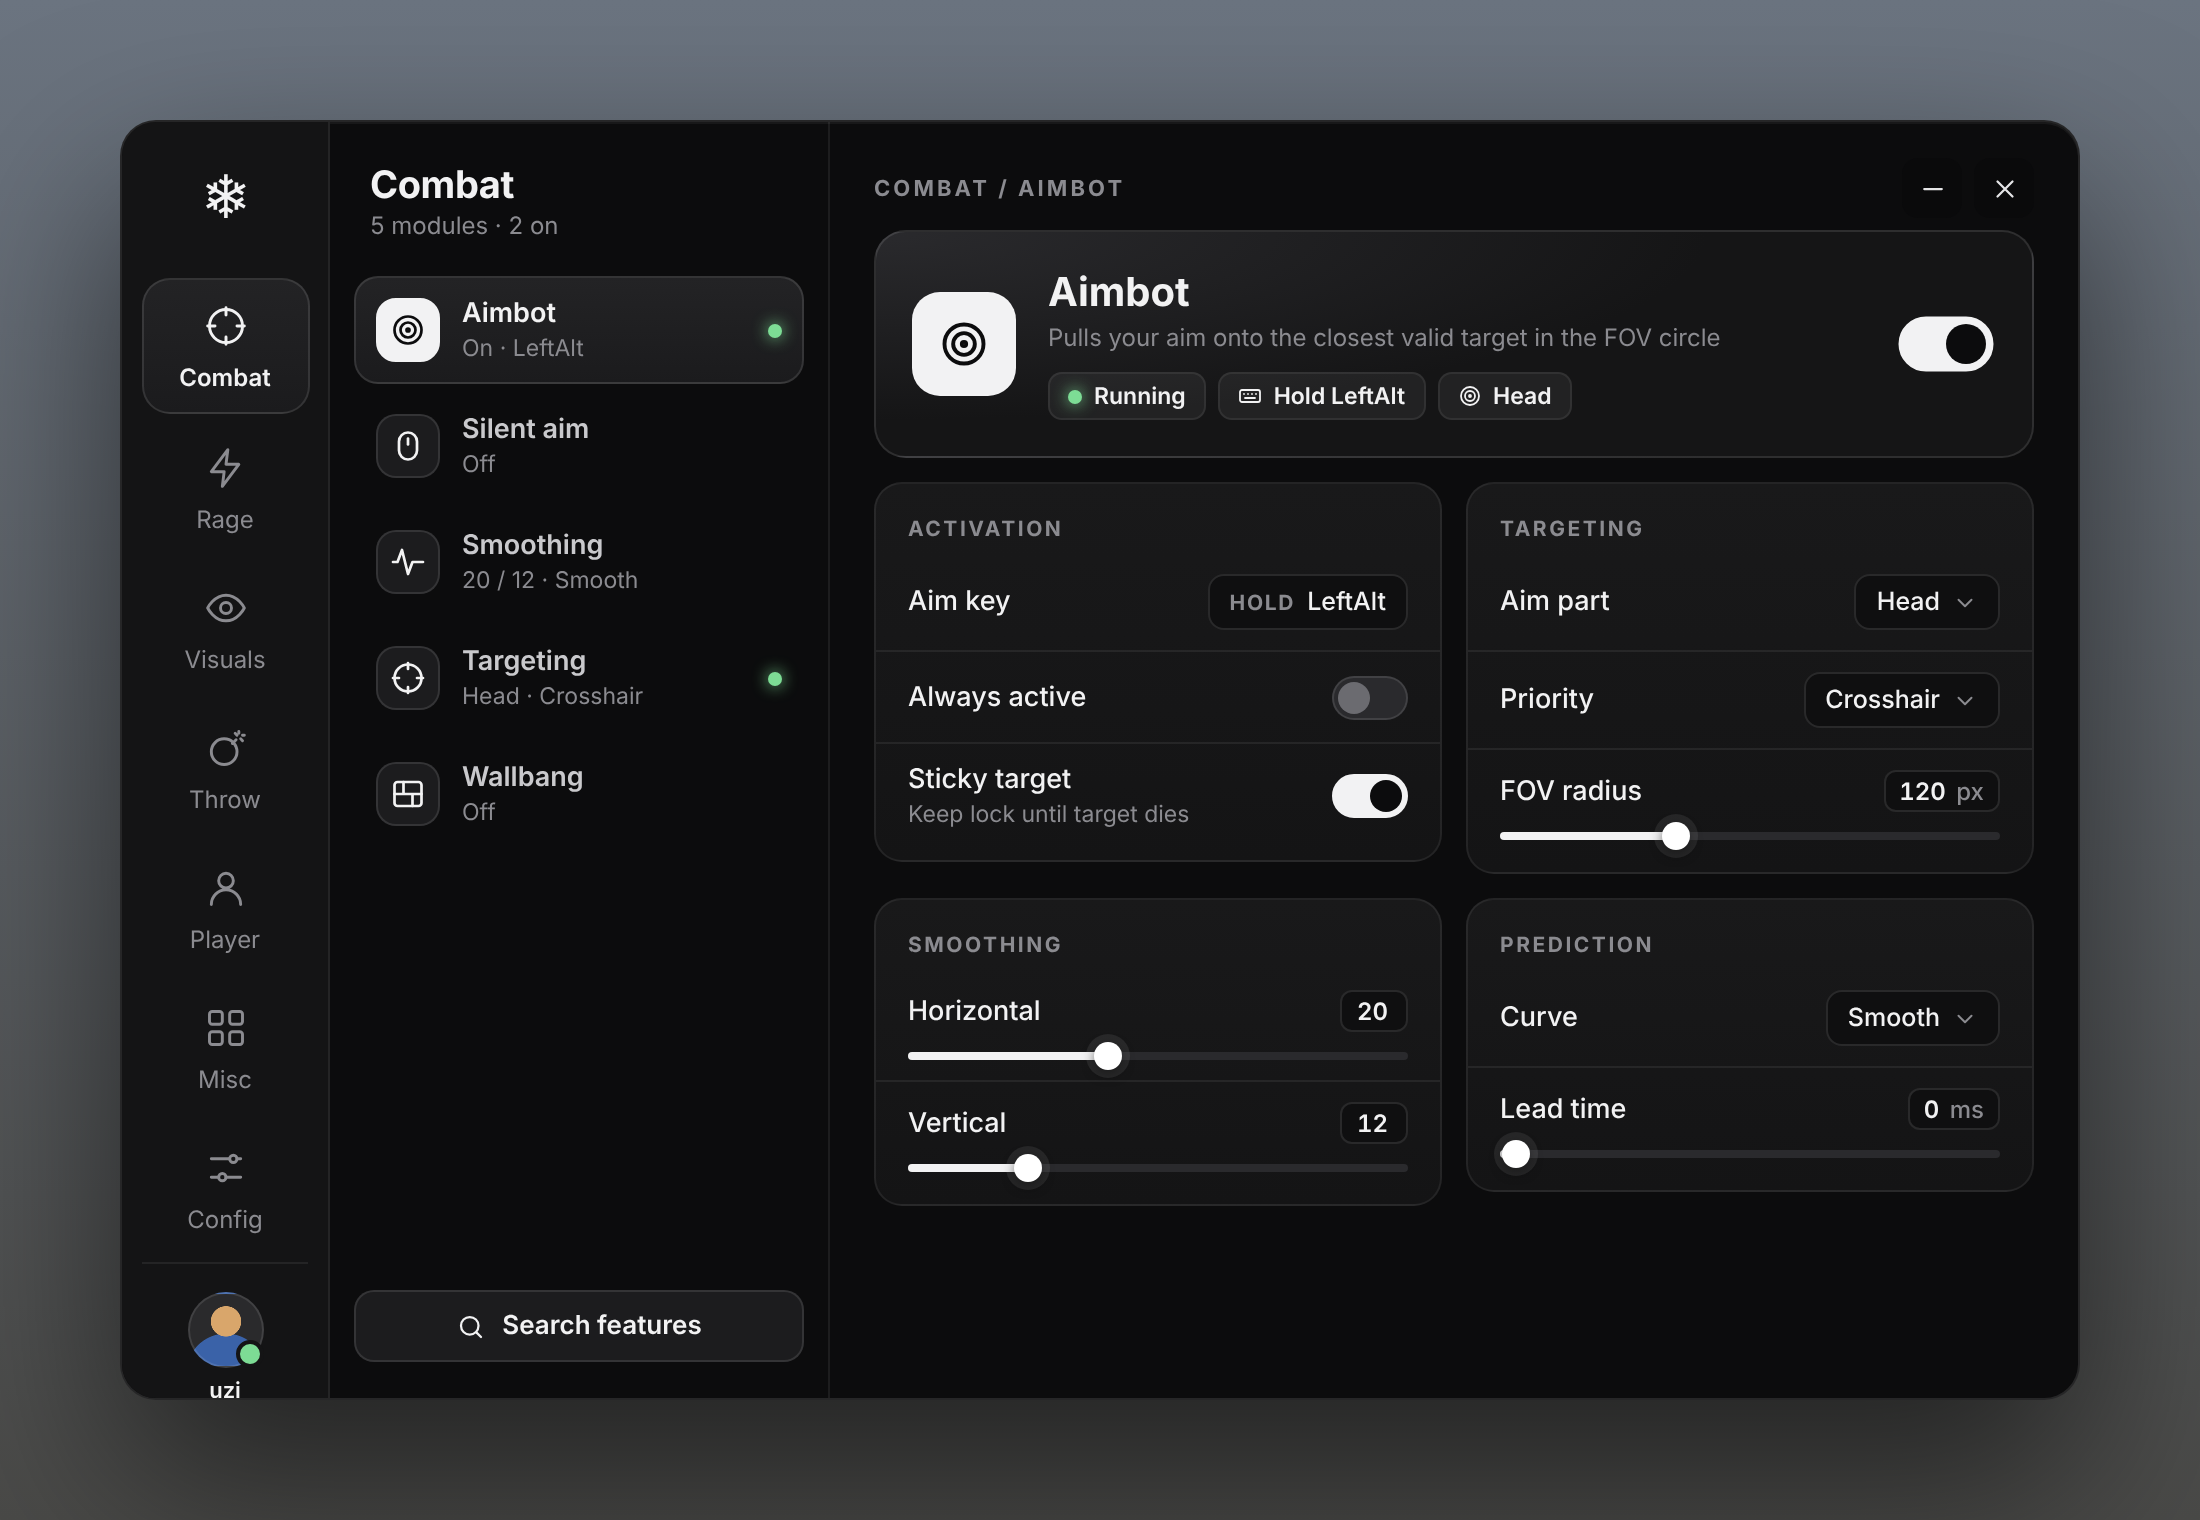 Combat
Rage
Visuals
Throw
Player
Misc
Config
uzi
Combat
5 modules · 2 on
Aimbot
On · LeftAlt
Silent aim
Off
Smoothing
20 / 12 · Smooth
Targeting
Head · Crosshair
Wallbang
Off
Search features
COMBAT / AIMBOT
Aimbot
Pulls your aim onto the closest valid target in the FOV circle
Running Hold LeftAlt Head
ACTIVATION
Aim key HOLD LeftAlt
Always active
Sticky target
Keep lock until target dies
TARGETING
Aim part Head
Priority Crosshair
FOV radius 120 px
SMOOTHING
Horizontal 20
Vertical 12
PREDICTION
Curve Smooth
Lead time 0 ms